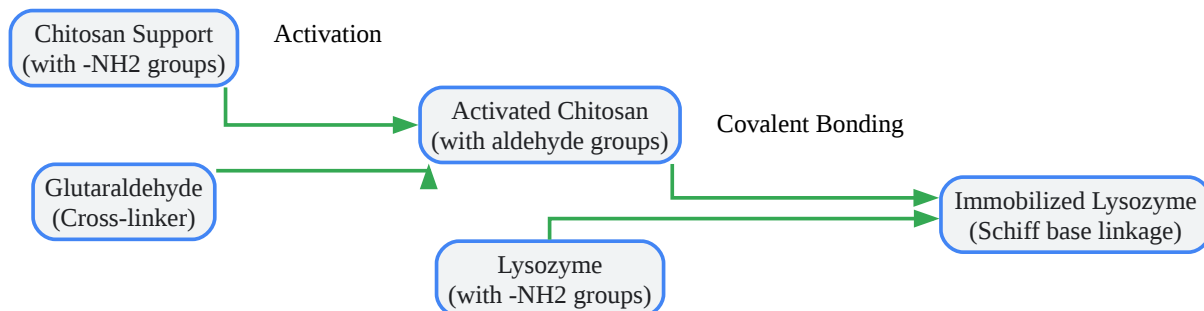 Chitosan Support
(with -NH2 groups)
Activation
Activated Chitosan
(with aldehyde groups)
Covalent Bonding
Glutaraldehyde
(Cross-linker)
Immobilized Lysozyme
(Schiff base linkage)
Lysozyme
(with -NH2 groups)